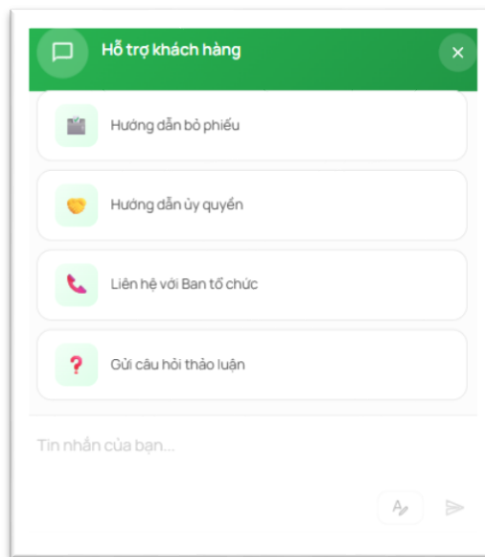 Hỗ trợ khách hàng
Hướng dẫn bỏ phiếu
Hướng dẫn ủy quyền
Liên hệ với Ban tổ chức
Gửi câu hỏi thảo luận
Tin nhắn của bạn...